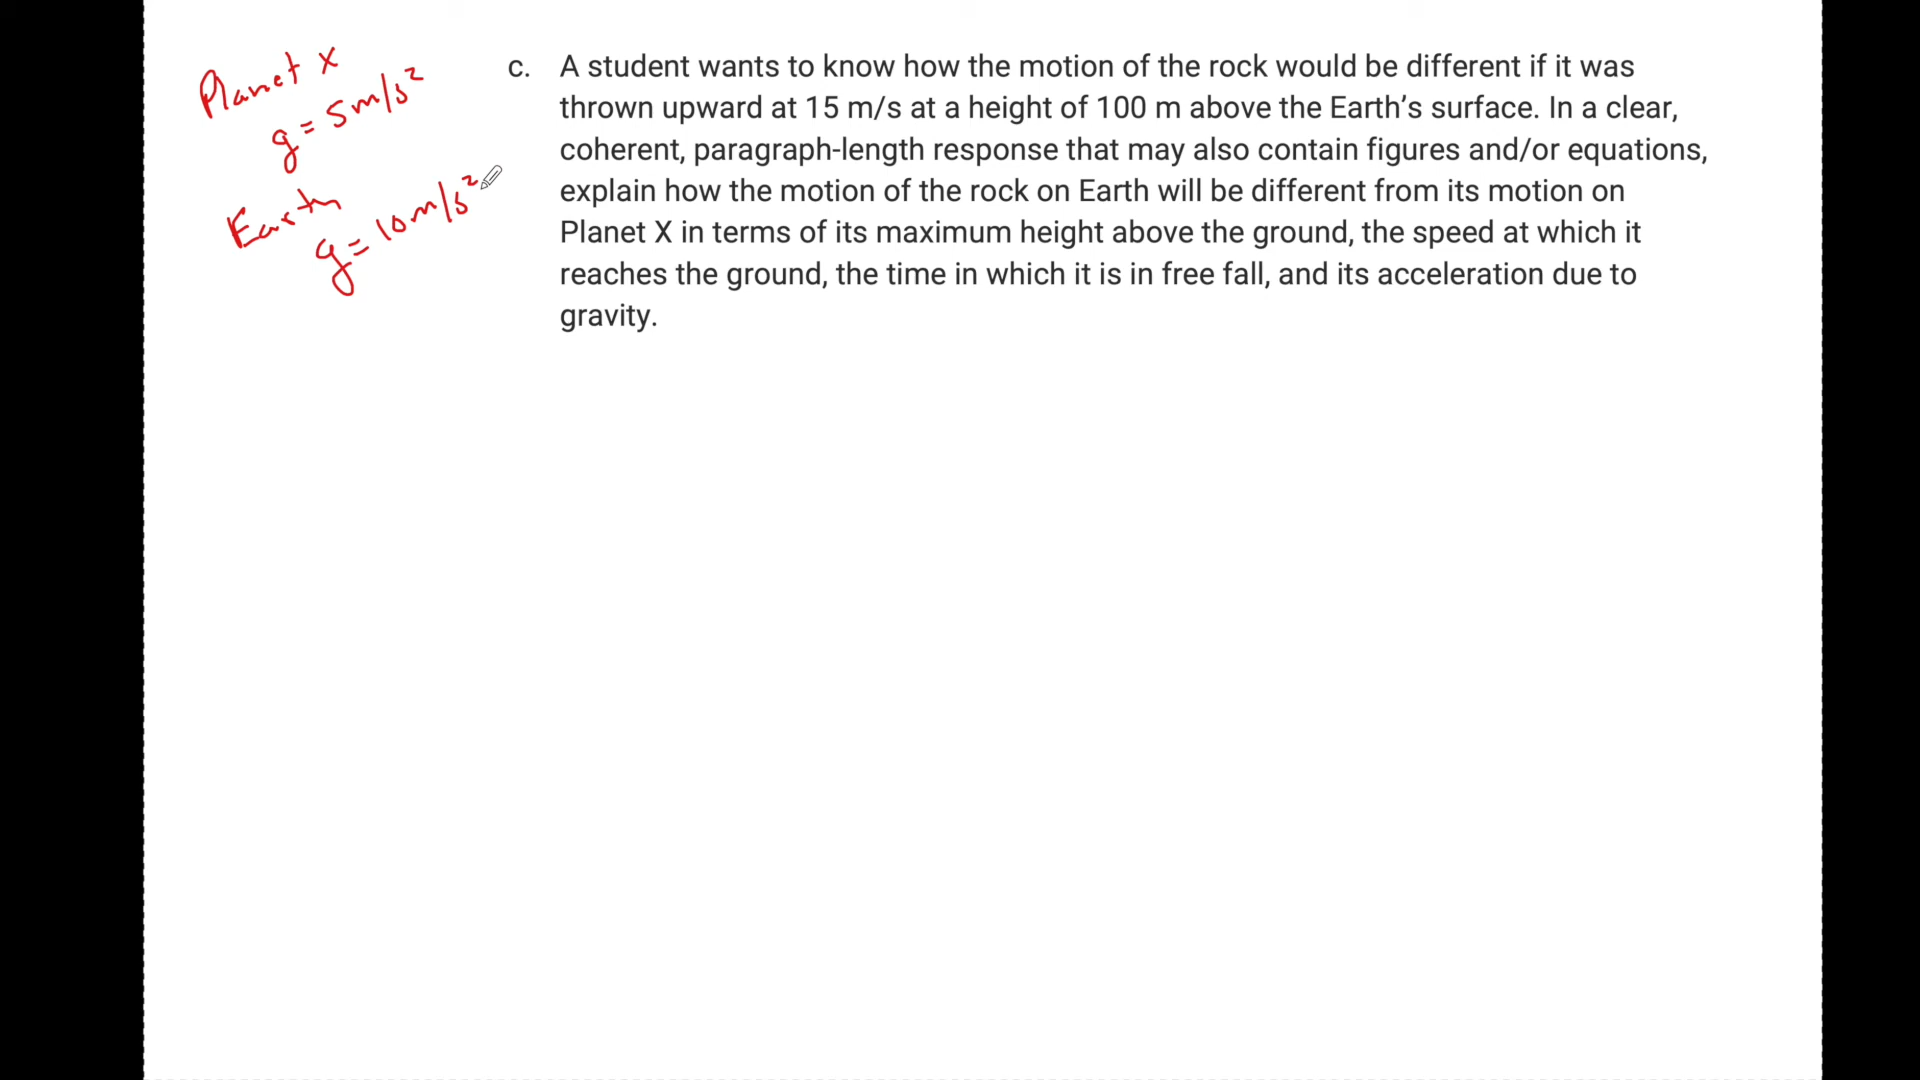 Planet X
g = 5 m/s²
Earth
g = 10 m/s²
c. A student wants to know how the motion of the rock would be different if it was
thrown upward at 15 m/s at a height of 100 m above the Earth’s surface. In a clear,
coherent, paragraph-length response that may also contain figures and/or equations,
explain how the motion of the rock on Earth will be different from its motion on
Planet X in terms of its maximum height above the ground, the speed at which it
reaches the ground, the time in which it is in free fall, and its acceleration due to
gravity.